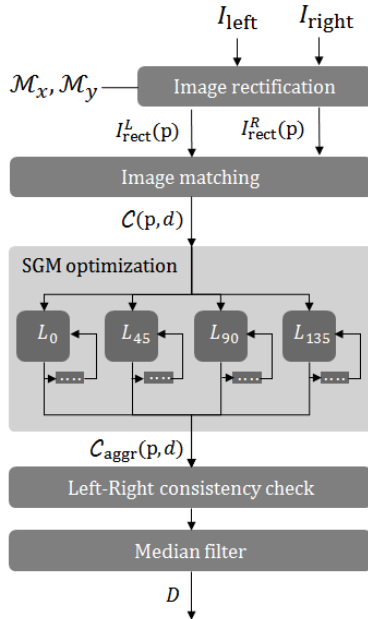 I_left I_right
ℳ_x, ℳ_y
Image rectification
I^L_rect(p) I^R_rect(p)
Image matching
𝒞(p, d)
SGM optimization
L_0 L_45 L_90 L_135
.... .... .... ....
𝒞_aggr(p, d)
Left-Right consistency check
Median filter
D